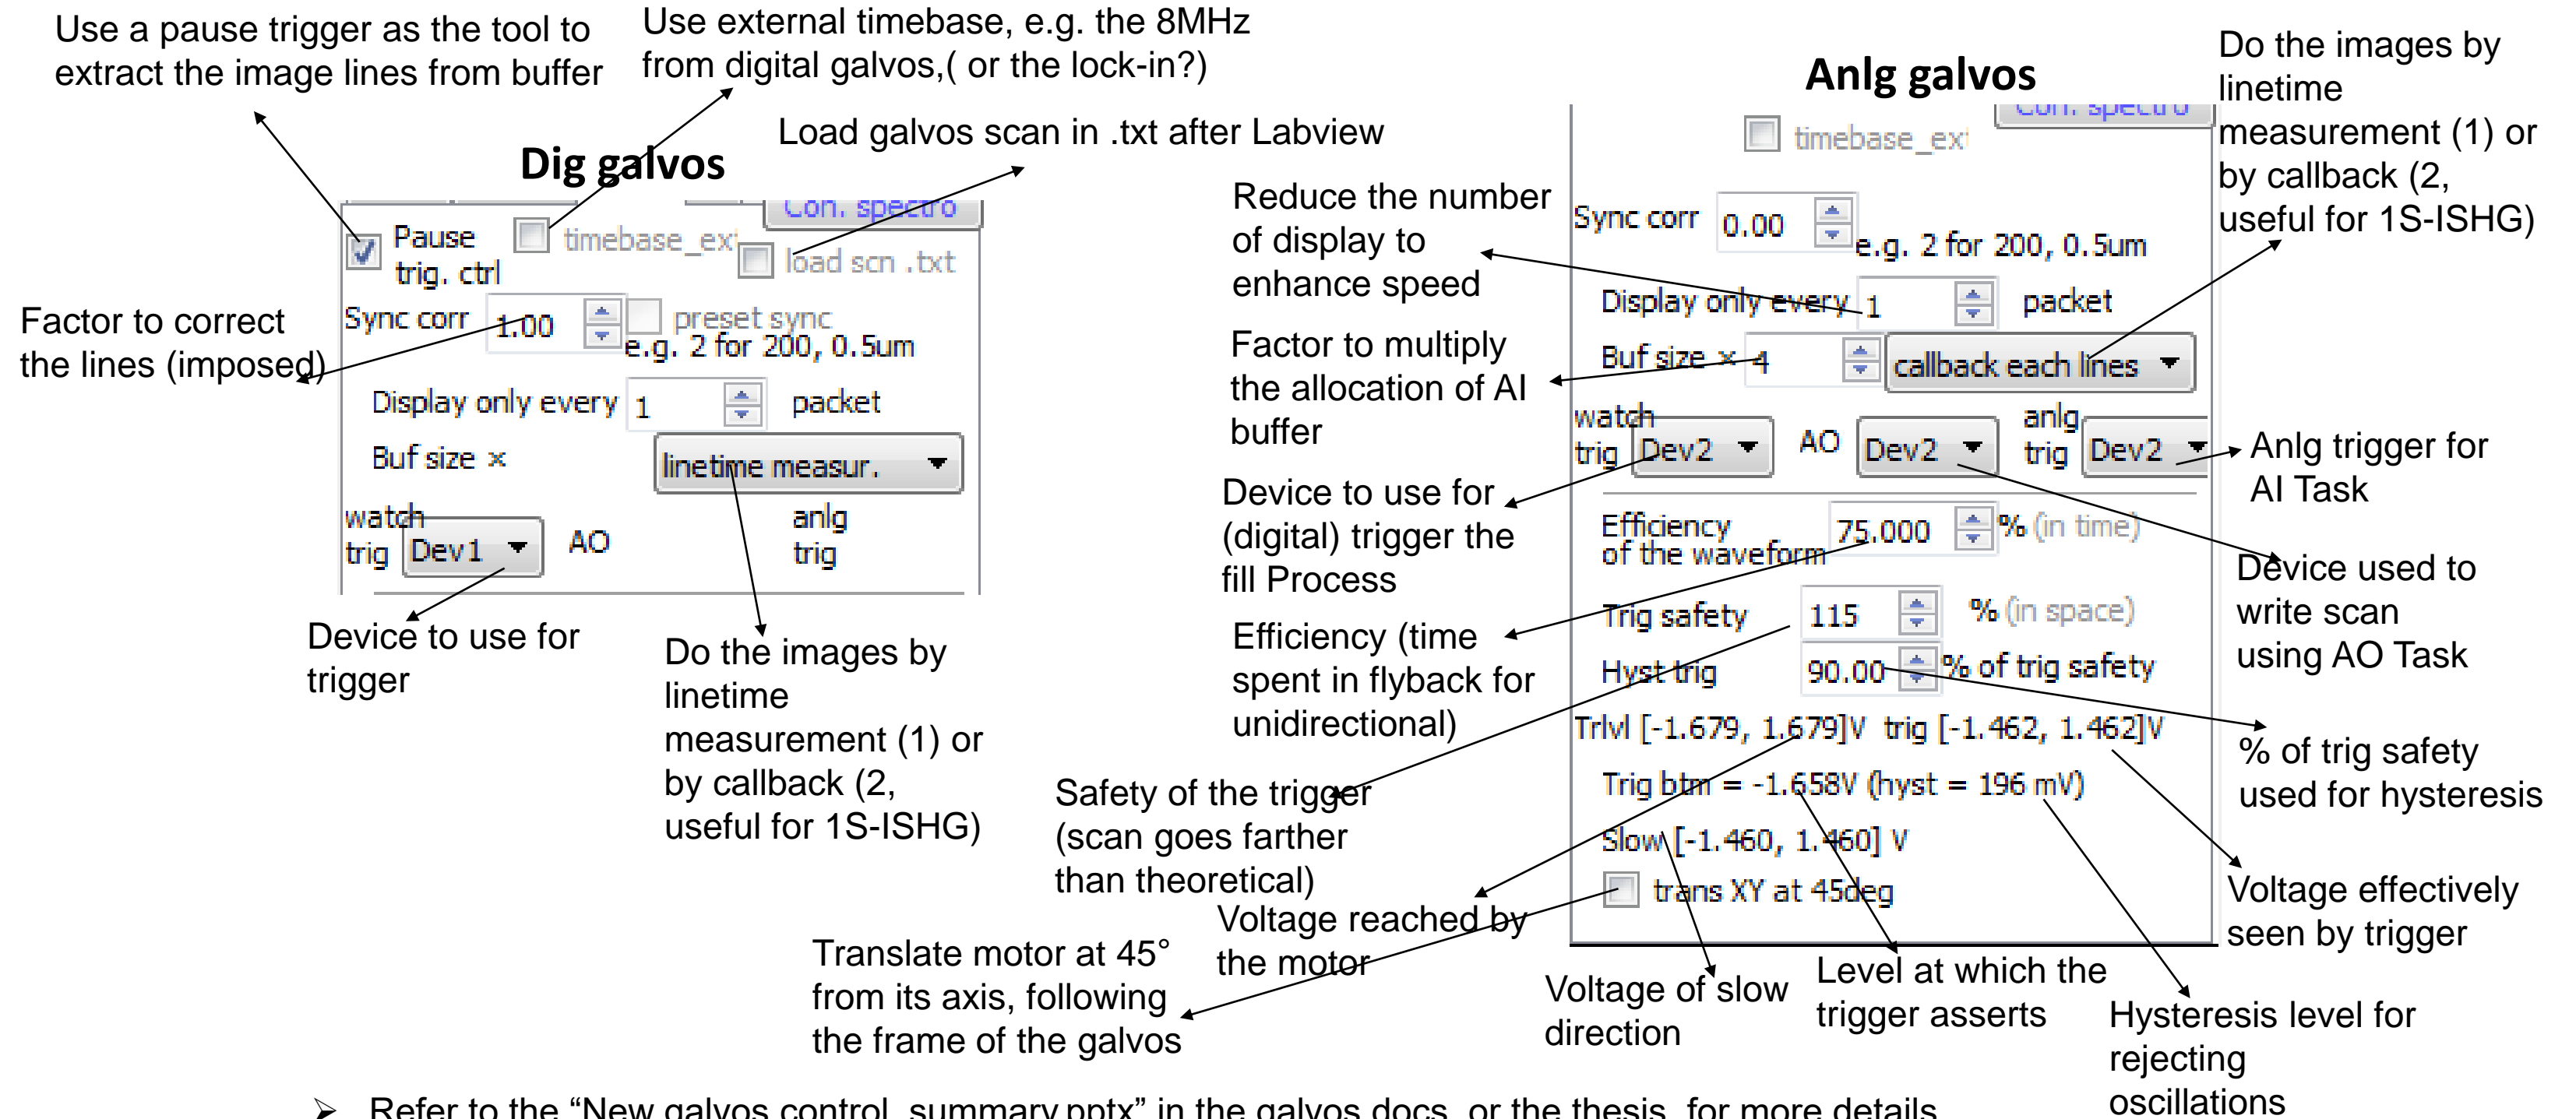 Use a pause trigger as the tool to
extract the image lines from buffer
Use external timebase, e.g. the 8MHz
from digital galvos,( or the lock-in?)
Load galvos scan in .txt after Labview
Dig galvos
Con. spectro
Pause
trig. ctrl
timebase_ext
load scn .txt
Factor to correct
the lines (imposed)
Sync corr 1.00
preset sync
e.g. 2 for 200, 0.5um
Display only every 1 packet
Buf size × linetime measur.
watch
trig Dev1 AO
anlg
trig
Device to use for
trigger
Do the images by
linetime
measurement (1) or
by callback (2,
useful for 1S-ISHG)
Anlg galvos
Con. spectro
timebase_ext
Do the images by
linetime
measurement (1) or
by callback (2,
useful for 1S-ISHG)
Reduce the number
of display to
enhance speed
Sync corr 0.00
e.g. 2 for 200, 0.5um
Display only every 1 packet
Factor to multiply
the allocation of AI
buffer
Buf size × 4 callback each lines
watch
trig Dev2 AO Dev2
anlg
trig Dev2
Anlg trigger for
AI Task
Device to use for
(digital) trigger the
fill Process
Efficiency
of the waveform 75.000 % (in time)
Device used to
write scan
using AO Task
Trig safety 115 % (in space)
Efficiency (time
spent in flyback for
unidirectional)
Hyst trig 90.00 % of trig safety
Trlvl [-1.679, 1.679]V trig [-1.462, 1.462]V
% of trig safety
used for hysteresis
Trig btm = -1.658V (hyst = 196 mV)
Safety of the trigger
(scan goes farther
than theoretical)
Slow [-1.460, 1.460] V
trans XY at 45deg
Voltage effectively
seen by trigger
Voltage reached by
the motor
Translate motor at 45°
from its axis, following
the frame of the galvos
Voltage of slow
direction
Level at which the
trigger asserts
Hysteresis level for
rejecting
oscillations
➢ Refer to the “New galvos control, summary.pptx” in the galvos docs, or the thesis, for more details